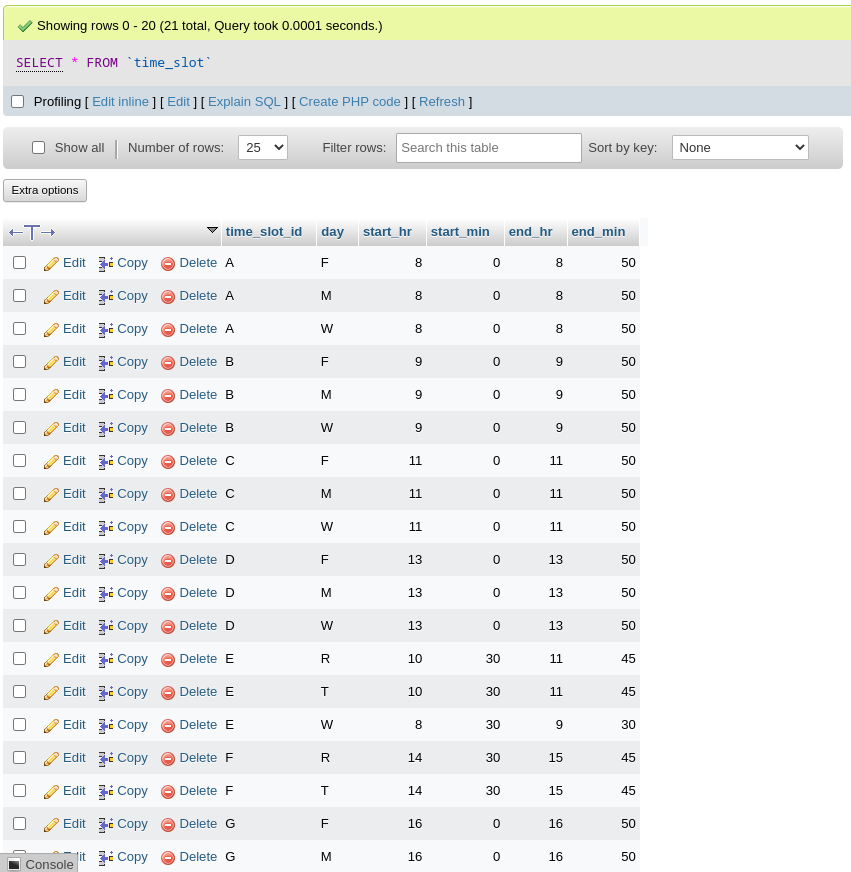 Showing rows 0 - 20 (21 total, Query took 0.0001 seconds.)
SELECT * FROM `time_slot`
Profiling [ Edit inline ] [ Edit ] [ Explain SQL ] [ Create PHP code ] [ Refresh ]
Show all | Number of rows: 25 Filter rows: Search this table Sort by key: None
Extra options
←T→ time_slot_id day start_hr start_min end_hr end_min
Edit Copy Delete A F 8 0 8 50
Edit Copy Delete A M 8 0 8 50
Edit Copy Delete A W 8 0 8 50
Edit Copy Delete B F 9 0 9 50
Edit Copy Delete B M 9 0 9 50
Edit Copy Delete B W 9 0 9 50
Edit Copy Delete C F 11 0 11 50
Edit Copy Delete C M 11 0 11 50
Edit Copy Delete C W 11 0 11 50
Edit Copy Delete D F 13 0 13 50
Edit Copy Delete D M 13 0 13 50
Edit Copy Delete D W 13 0 13 50
Edit Copy Delete E R 10 30 11 45
Edit Copy Delete E T 10 30 11 45
Edit Copy Delete E W 8 30 9 30
Edit Copy Delete F R 14 30 15 45
Edit Copy Delete F T 14 30 15 45
Edit Copy Delete G F 16 0 16 50
Copy Delete G M 16 0 16 50
Console